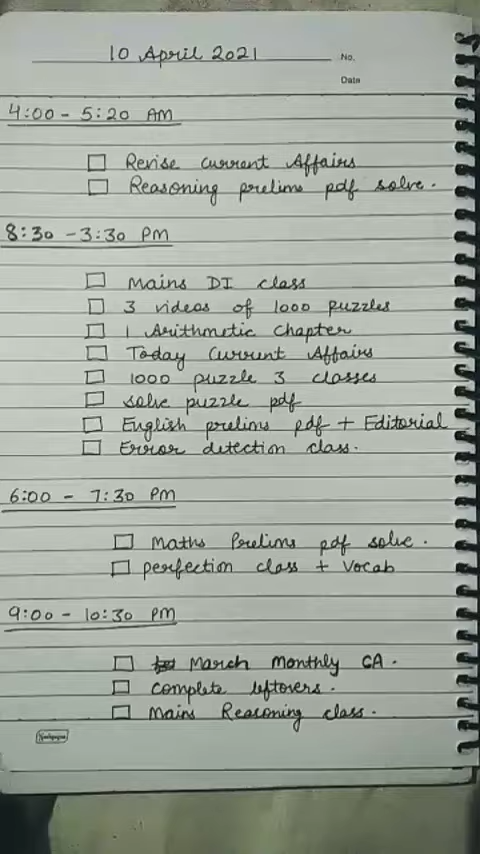 10 April 2021
No.
Date
4:00 - 5:20 AM
Revise Current Affairs
Reasoning prelims pdf solve.
8:30 - 3:30 PM
Mains DI class
3 videos of 1000 puzzles
1 Arithmetic Chapter
Today Current Affairs
1000 puzzle 3 classes
solve puzzle pdf
English prelims pdf + Editorial
Error detection class.
6:00 - 7:30 PM
Maths Prelims pdf solve.
perfection class + Vocab
9:00 - 10:30 PM
March Monthly CA.
complete leftovers.
Mains Reasoning class.